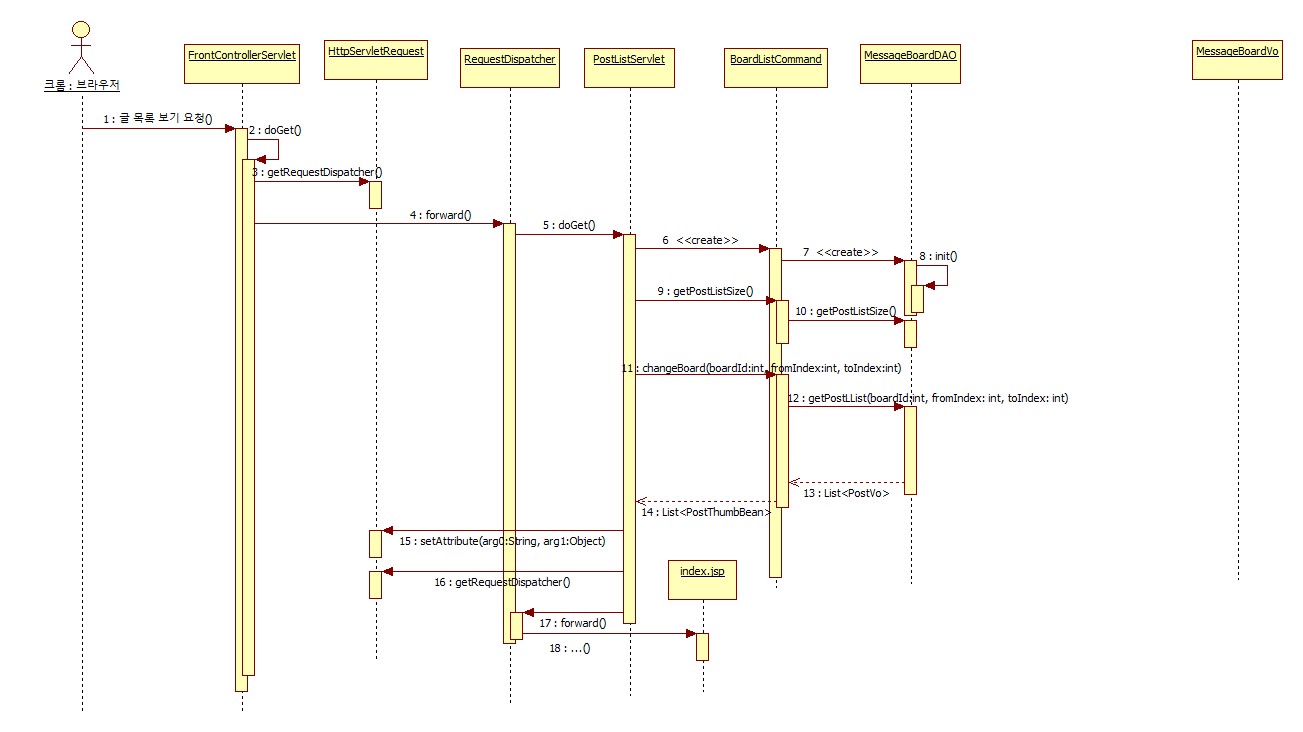 크롬 : 브라우저
FrontControllerServlet
HttpServletRequest
RequestDispatcher
PostListServlet
BoardListCommand
MessageBoardDAO
MessageBoardVo
1 : 글 목록 보기 요청()
2 : doGet()
3 : getRequestDispatcher()
4 : forward()
5 : doGet()
6 <<create>>
7 <<create>>
8 : init()
9 : getPostListSize()
10 : getPostListSize()
11 : changeBoard(boardId:int, fromIndex:int, toIndex:int)
12 : getPostLList(boardId:int, fromIndex: int, toIndex: int)
13 : List<PostVo>
14 : List<PostThumbBean>
15 : setAttribute(arg0:String, arg1:Object)
16 : getRequestDispatcher()
index.jsp
17 : forward()
18 : ...()